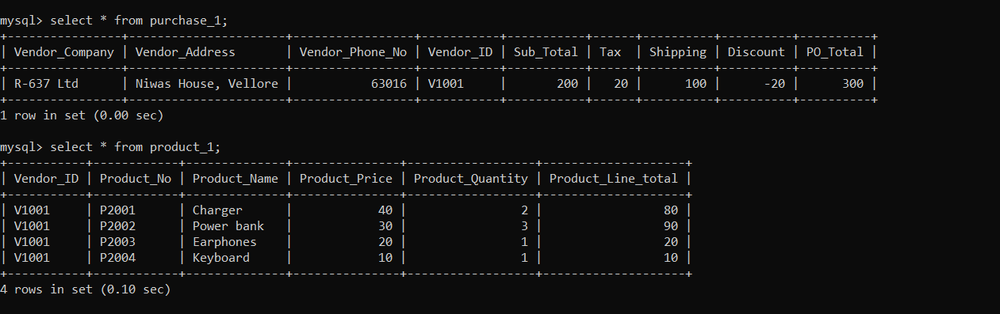 mysql> select * from purchase_1;
+----------------+----------------------+-----------------+-----------+-----------+------+----------+----------+----------+
| Vendor_Company | Vendor_Address       | Vendor_Phone_No | Vendor_ID | Sub_Total | Tax  | Shipping | Discount | PO_Total |
+----------------+----------------------+-----------------+-----------+-----------+------+----------+----------+----------+
| R-637 Ltd      | Niwas House, Vellore |           63016 | V1001     |       200 |   20 |      100 |      -20 |      300 |
+----------------+----------------------+-----------------+-----------+-----------+------+----------+----------+----------+
1 row in set (0.00 sec)
mysql> select * from product_1;
+-----------+------------+--------------+---------------+------------------+--------------------+
| Vendor_ID | Product_No | Product_Name | Product_Price | Product_Quantity | Product_Line_total |
+-----------+------------+--------------+---------------+------------------+--------------------+
| V1001     | P2001      | Charger      |            40 |                2 |                 80 |
| V1001     | P2002      | Power bank   |            30 |                3 |                 90 |
| V1001     | P2003      | Earphones    |            20 |                1 |                 20 |
| V1001     | P2004      | Keyboard     |            10 |                1 |                 10 |
+-----------+------------+--------------+---------------+------------------+--------------------+
4 rows in set (0.10 sec)